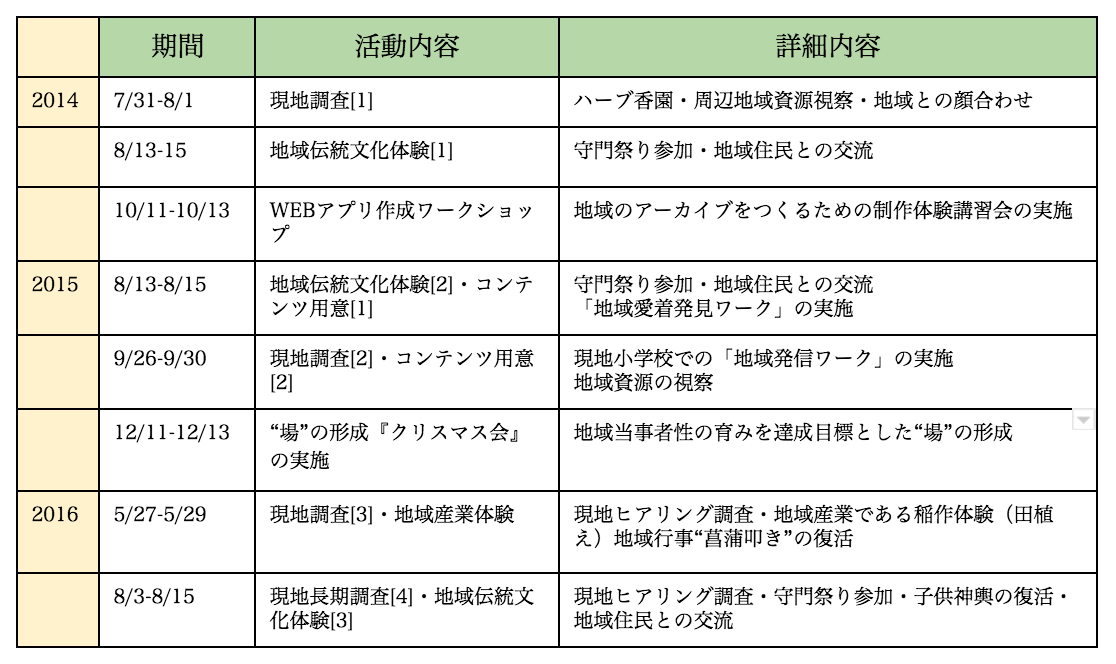 期間 活動内容 詳細内容
2014 7/31-8/1 現地調査[1] ハーブ香園・周辺地域資源視察・地域との顔合わせ
8/13-15 地域伝統文化体験[1] 守門祭り参加・地域住民との交流
10/11-10/13 WEBアプリ作成ワークショッ 地域のアーカイブをつくるための制作体験講習会の実施
プ
2015 8/13-8/15 地域伝統文化体験[2]・コンテ 守門祭り参加・地域住民との交流
ンツ用意[1] 「地域愛着発見ワーク」の実施
9/26-9/30 現地調査[2]・コンテンツ用意 現地小学校での「地域発信ワーク」の実施
[2] 地域資源の視察
12/11-12/13 “場”の形成『クリスマス会』 地域当事者性の育みを達成目標とした“場”の形成
の実施
2016 5/27-5/29 現地調査[3]・地域産業体験 現地ヒアリング調査・地域産業である稲作体験（田植
え）地域行事“菖蒲叩き”の復活
8/3-8/15 現地長期調査[4]・地域伝統文 現地ヒアリング調査・守門祭り参加・子供神輿の復活・
化体験[3] 地域住民との交流